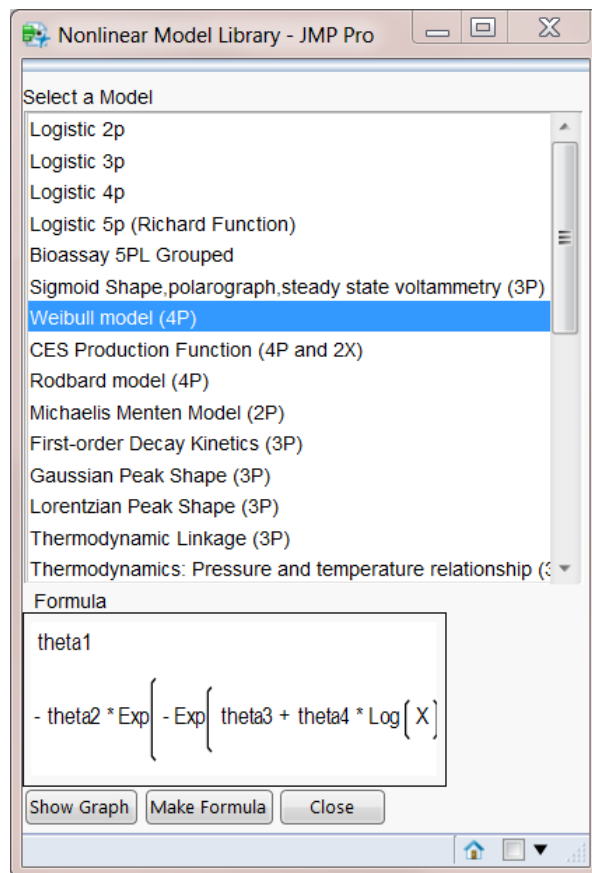 Nonlinear Model Library - JMP Pro
Select a Model
Logistic 2p
Logistic 3p
Logistic 4p
Logistic 5p (Richard Function)
Bioassay 5PL Grouped
Sigmoid Shape,polarograph,steady state voltammetry (3P)
Weibull model (4P)
CES Production Function (4P and 2X)
Rodbard model (4P)
Michaelis Menten Model (2P)
First-order Decay Kinetics (3P)
Gaussian Peak Shape (3P)
Lorentzian Peak Shape (3P)
Thermodynamic Linkage (3P)
Thermodynamics: Pressure and temperature relationship (3
Formula
theta1
- theta2 * Exp( - Exp( theta3 + theta4 * Log( X )
Show Graph Make Formula Close